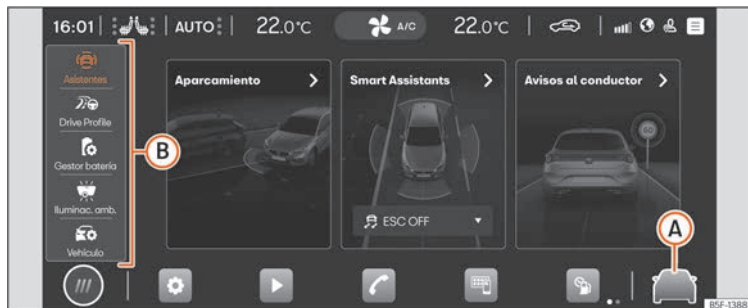 16:01 AUTO 22.0°C A/C 22.0°C
Asistentes
Drive Profile
Gestor batería
Iluminac. amb.
Vehículo
B
Aparcamiento
Smart Assistants
ESC OFF
Avisos al conductor
60
A
B5F-1388